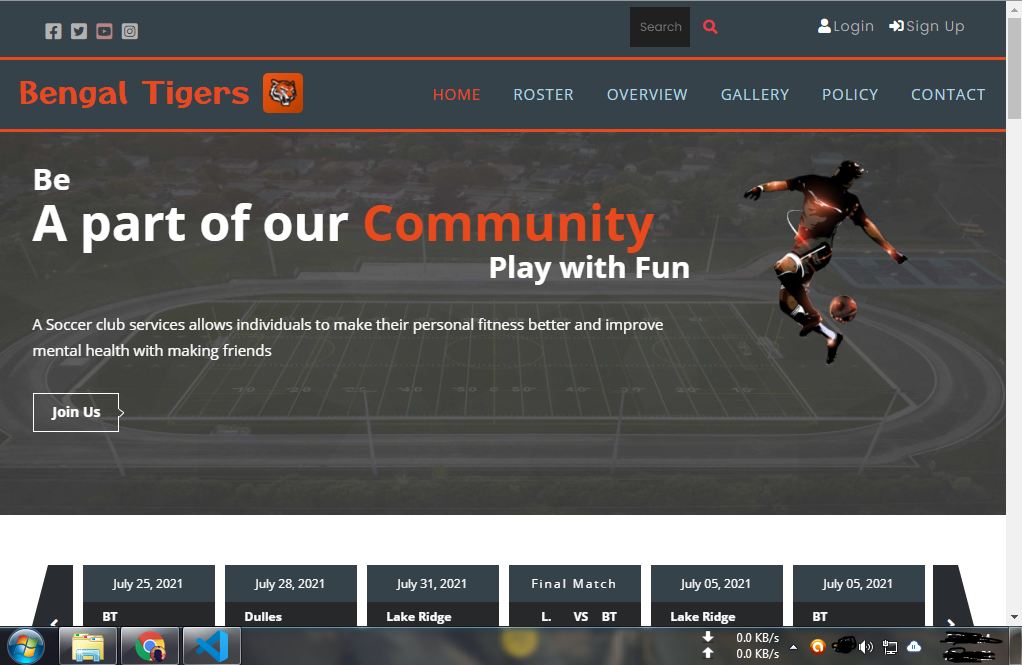 Search
Login
Sign Up
Bengal Tigers
HOME
ROSTER
OVERVIEW
GALLERY
POLICY
CONTACT
Be
A part of our Community
Play with Fun
A Soccer club services allows individuals to make their personal fitness better and improve
mental health with making friends
Join Us
July 25, 2021
July 28, 2021
July 31, 2021
Final Match
July 05, 2021
July 05, 2021
BT
Dulles
Lake Ridge
L. VS BT
Lake Ridge
BT
0.0 KB/s
0.0 KB/s